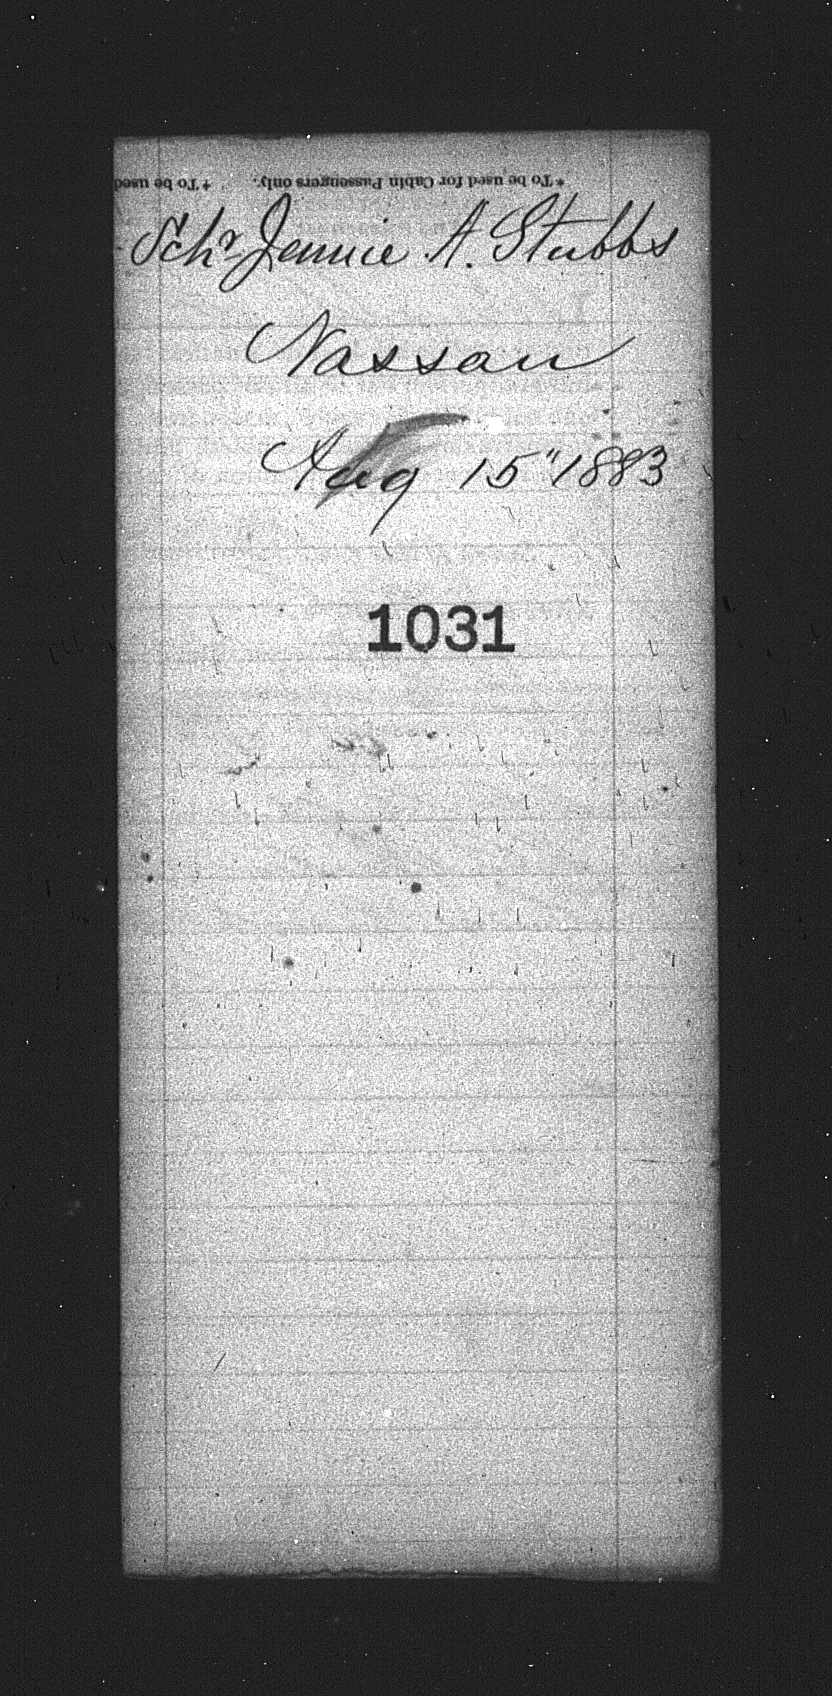 *To be used for Cabin Passengers only. †To be used
Schr Jennie A. Stubbs
Nassau
Aug 15" 1883
1031